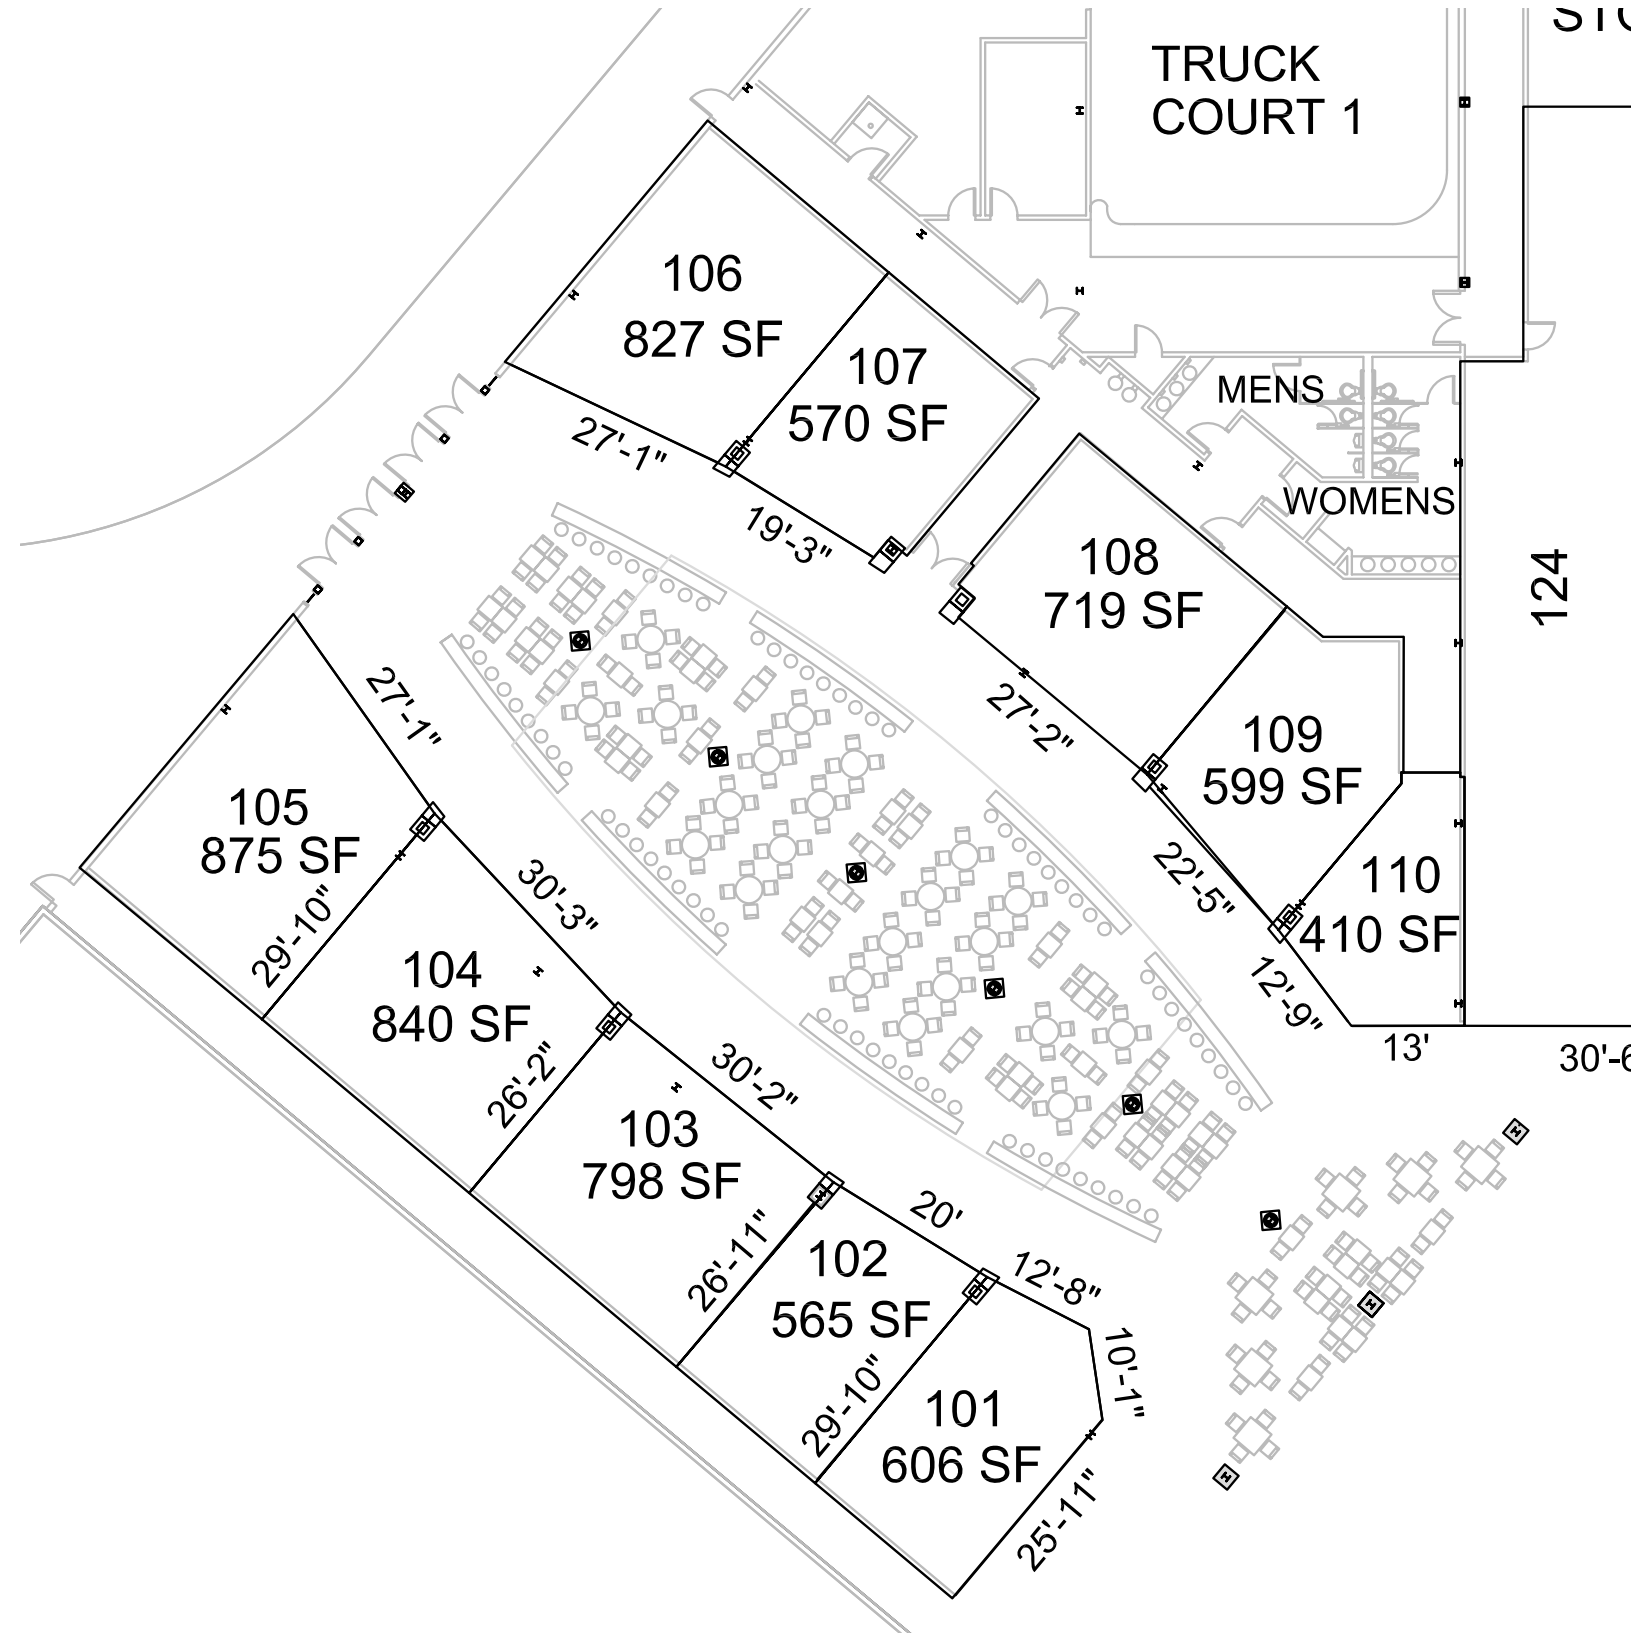 TRUCK
COURT 1
106
827 SF
107
570 SF
MENS
WOMENS
27'-1"
19'-3"
108
719 SF
124
27'-2"
109
599 SF
27'-1"
105
875 SF
22'-5"
110
410 SF
30'-3"
29'-10"
104
840 SF
12'-9"
13'
26'-2"
30'-2"
103
798 SF
20'
26'-11"
102
565 SF
12'-8"
10'-1"
29'-10"
101
606 SF
25'-11"